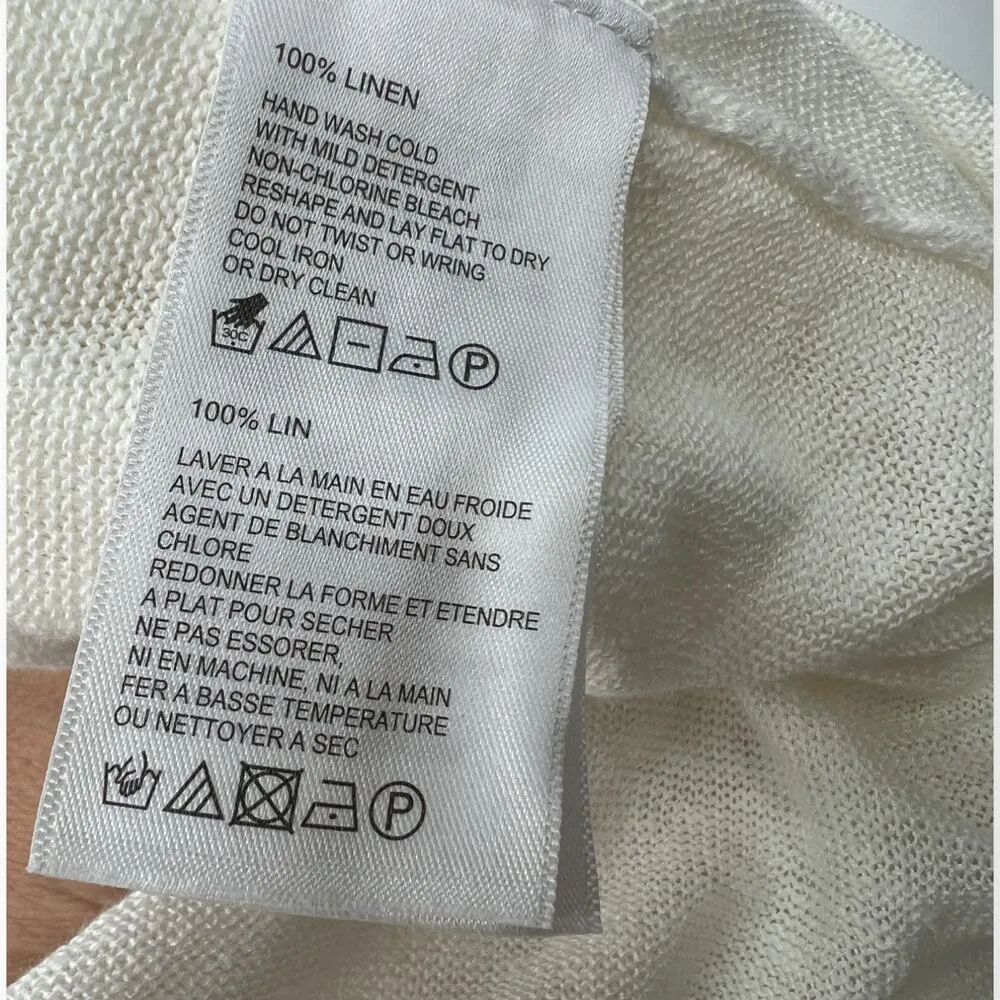 100% LINEN
HAND WASH COLD
WITH MILD DETERGENT
NON-CHLORINE BLEACH
RESHAPE AND LAY FLAT TO DRY
DO NOT TWIST OR WRING
COOL IRON
OR DRY CLEAN
30C
P
100% LIN
LAVER A LA MAIN EN EAU FROIDE
AVEC UN DETERGENT DOUX
AGENT DE BLANCHIMENT SANS
CHLORE
REDONNER LA FORME ET ETENDRE
A PLAT POUR SECHER
NE PAS ESSORER,
NI EN MACHINE, NI A LA MAIN
FER A BASSE TEMPERATURE
OU NETTOYER A SEC
P